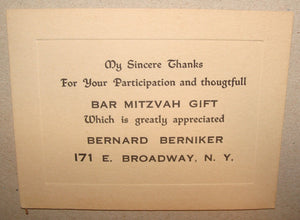 My Sincere Thanks
For Your Participation and thougtfull
BAR MITZVAH GIFT
Which is greatly appreciated
BERNARD BERNIKER
171 E. BROADWAY, N. Y.